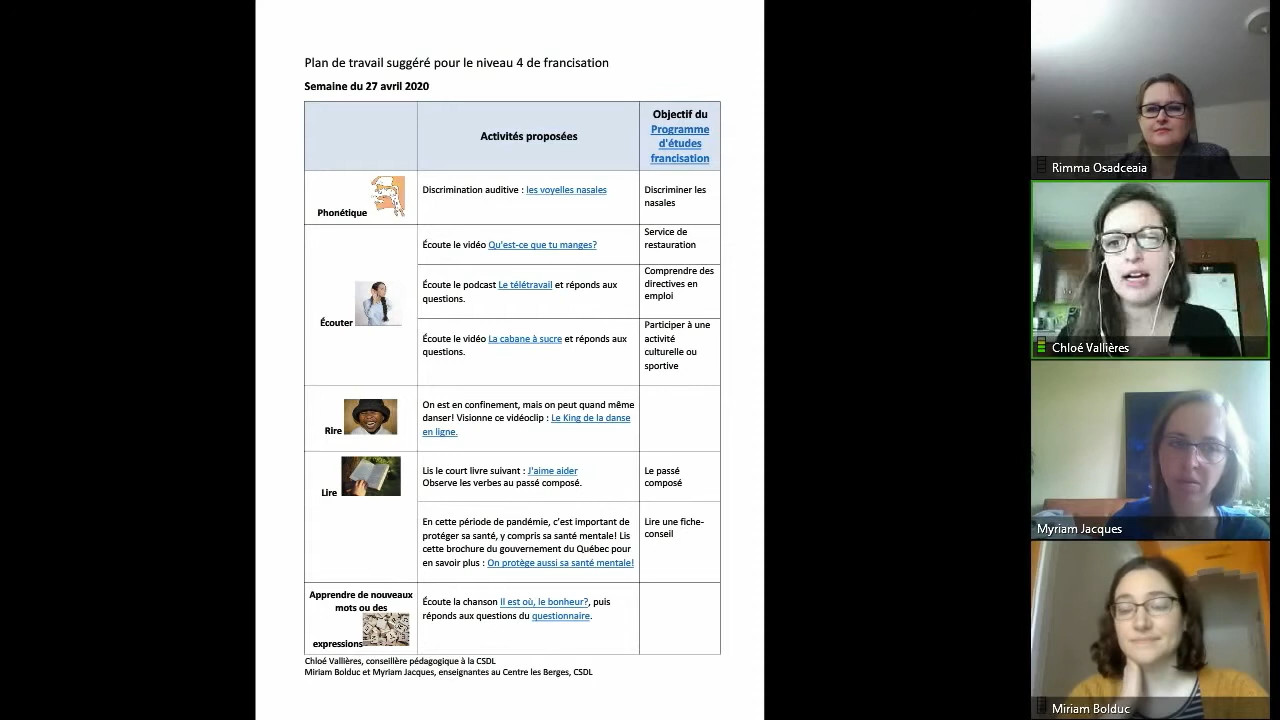 Plan de travail suggéré pour le niveau 4 de francisation
Semaine du 27 avril 2020
Activités proposées
Objectif du
Programme
d'études
francisation
Phonétique
Discrimination auditive : les voyelles nasales
Discriminer les
nasales
Écouter
Écoute le vidéo Qu'est-ce que tu manges?
Service de
restauration
Écoute le podcast Le télétravail et réponds aux
questions.
Comprendre des
directives en
emploi
Écoute le vidéo La cabane à sucre et réponds aux
questions.
Participer à une
activité
culturelle ou
sportive
Rire
On est en confinement, mais on peut quand même
danser! Visionne ce vidéoclip : Le King de la danse
en ligne.
Lire
Lis le court livre suivant : J'aime aider
Observe les verbes au passé composé.
Le passé
composé
En cette période de pandémie, c'est important de
protéger sa santé, y compris sa santé mentale! Lis
cette brochure du gouvernement du Québec pour
en savoir plus : On protège aussi sa santé mentale!
Lire une fiche-
conseil
Apprendre de nouveaux
mots ou des
expressions
Écoute la chanson Il est où, le bonheur?, puis
réponds aux questions du questionnaire.
Chloé Vallières, conseillère pédagogique à la CSDL
Miriam Bolduc et Myriam Jacques, enseignantes au Centre les Berges, CSDL
Rimma Osadceaia
Chloé Vallières
Myriam Jacques
Miriam Bolduc